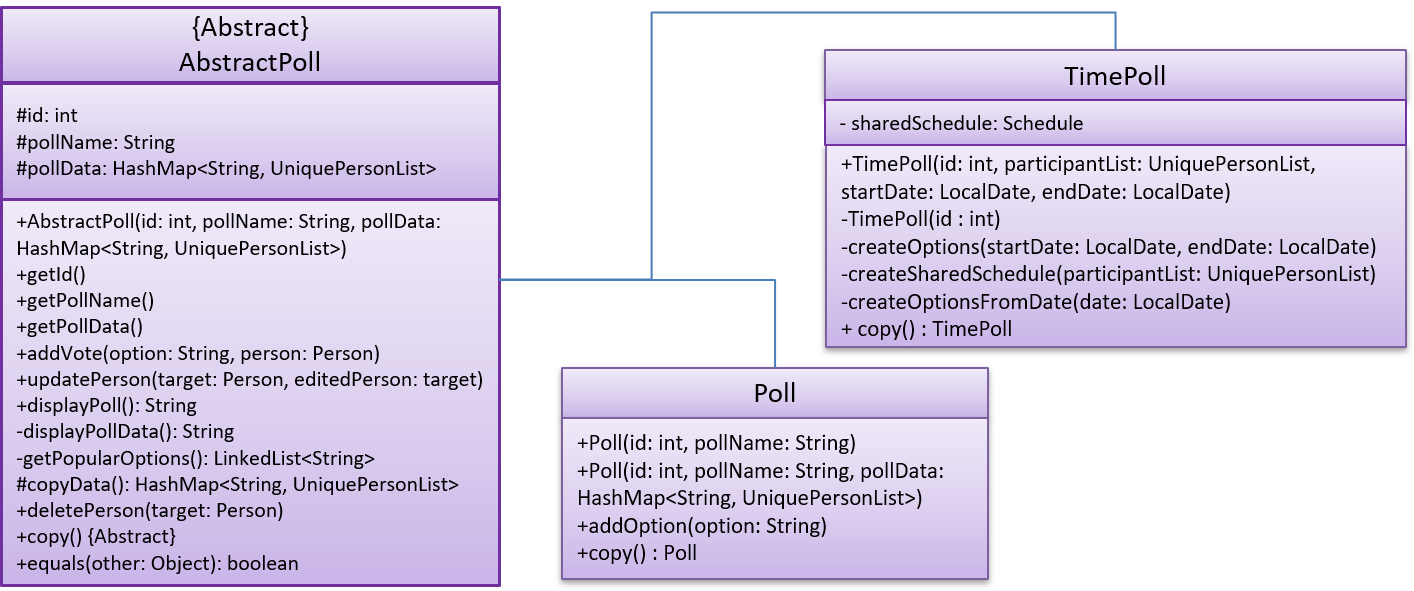 {Abstract}
AbstractPoll
#id: int
#pollName: String
#pollData: HashMap<String, UniquePersonList>
+AbstractPoll(id: int, pollName: String, pollData:
HashMap<String, UniquePersonList>)
+getId()
+getPollName()
+getPollData()
+addVote(option: String, person: Person)
+updatePerson(target: Person, editedPerson: target)
+displayPoll(): String
-displayPollData(): String
-getPopularOptions(): LinkedList<String>
#copyData(): HashMap<String, UniquePersonList>
+deletePerson(target: Person)
+copy() {Abstract}
+equals(other: Object): boolean
TimePoll
- sharedSchedule: Schedule
+TimePoll(id: int, participantList: UniquePersonList,
startDate: LocalDate, endDate: LocalDate)
-TimePoll(id : int)
-createOptions(startDate: LocalDate, endDate: LocalDate)
-createSharedSchedule(participantList: UniquePersonList)
-createOptionsFromDate(date: LocalDate)
+ copy() : TimePoll
Poll
+Poll(id: int, pollName: String)
+Poll(id: int, pollName: String, pollData:
HashMap<String, UniquePersonList>)
+addOption(option: String)
+copy() : Poll